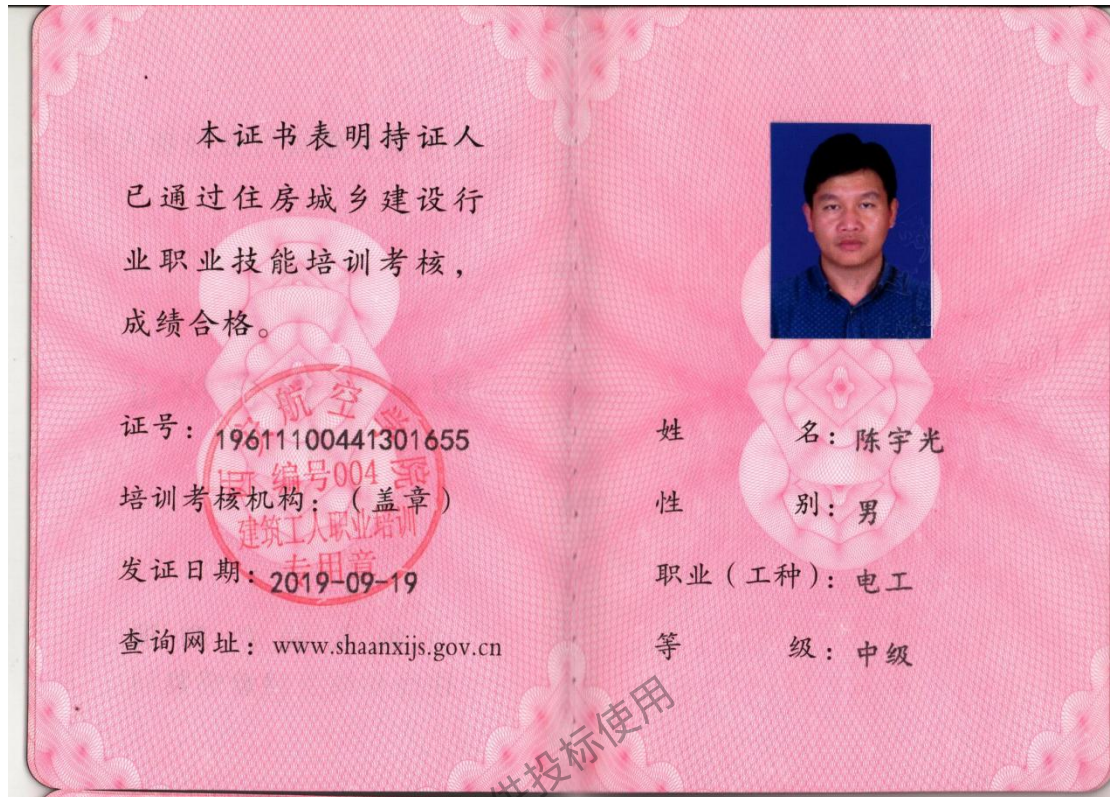 本证书表明持证人
已通过住房城乡建设行
业职业技能培训考核，
成绩合格。
证号：19611100441301655
培训考核机构：（盖章）
发证日期：2019-09-19
查询网址：www.shaanxijs.gov.cn
航空学院
编号004
建筑工人职业培训
专用章
姓名：陈宇光
性别：男
职业（工种）：电工
等级：中级
供投标使用